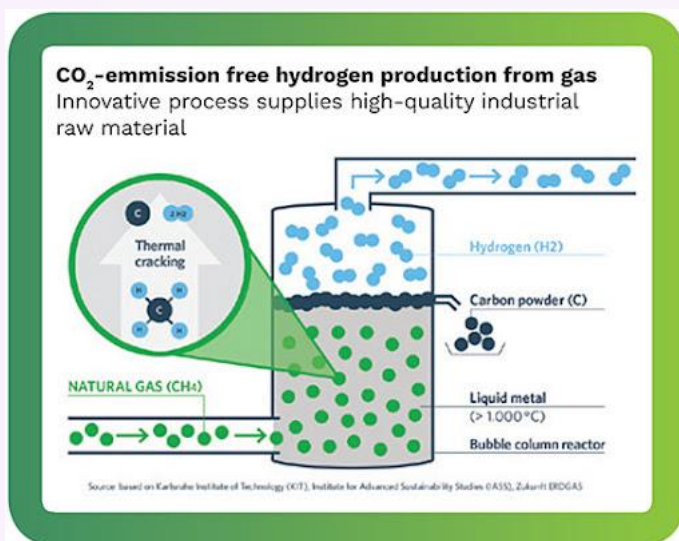 CO₂-emmission free hydrogen production from gas
Innovative process supplies high-quality industrial
raw material
C
2 H2
Thermal
cracking
H
H
C
H
H
Hydrogen (H2)
Carbon powder (C)
NATURAL GAS (CH4)
Liquid metal
(> 1.000 °C)
Bubble column reactor
Source based on Karlsruhe Institute of Technology (KIT), Institute for Advanced Sustainability Studies (IASS), Zukunft ERDGAS